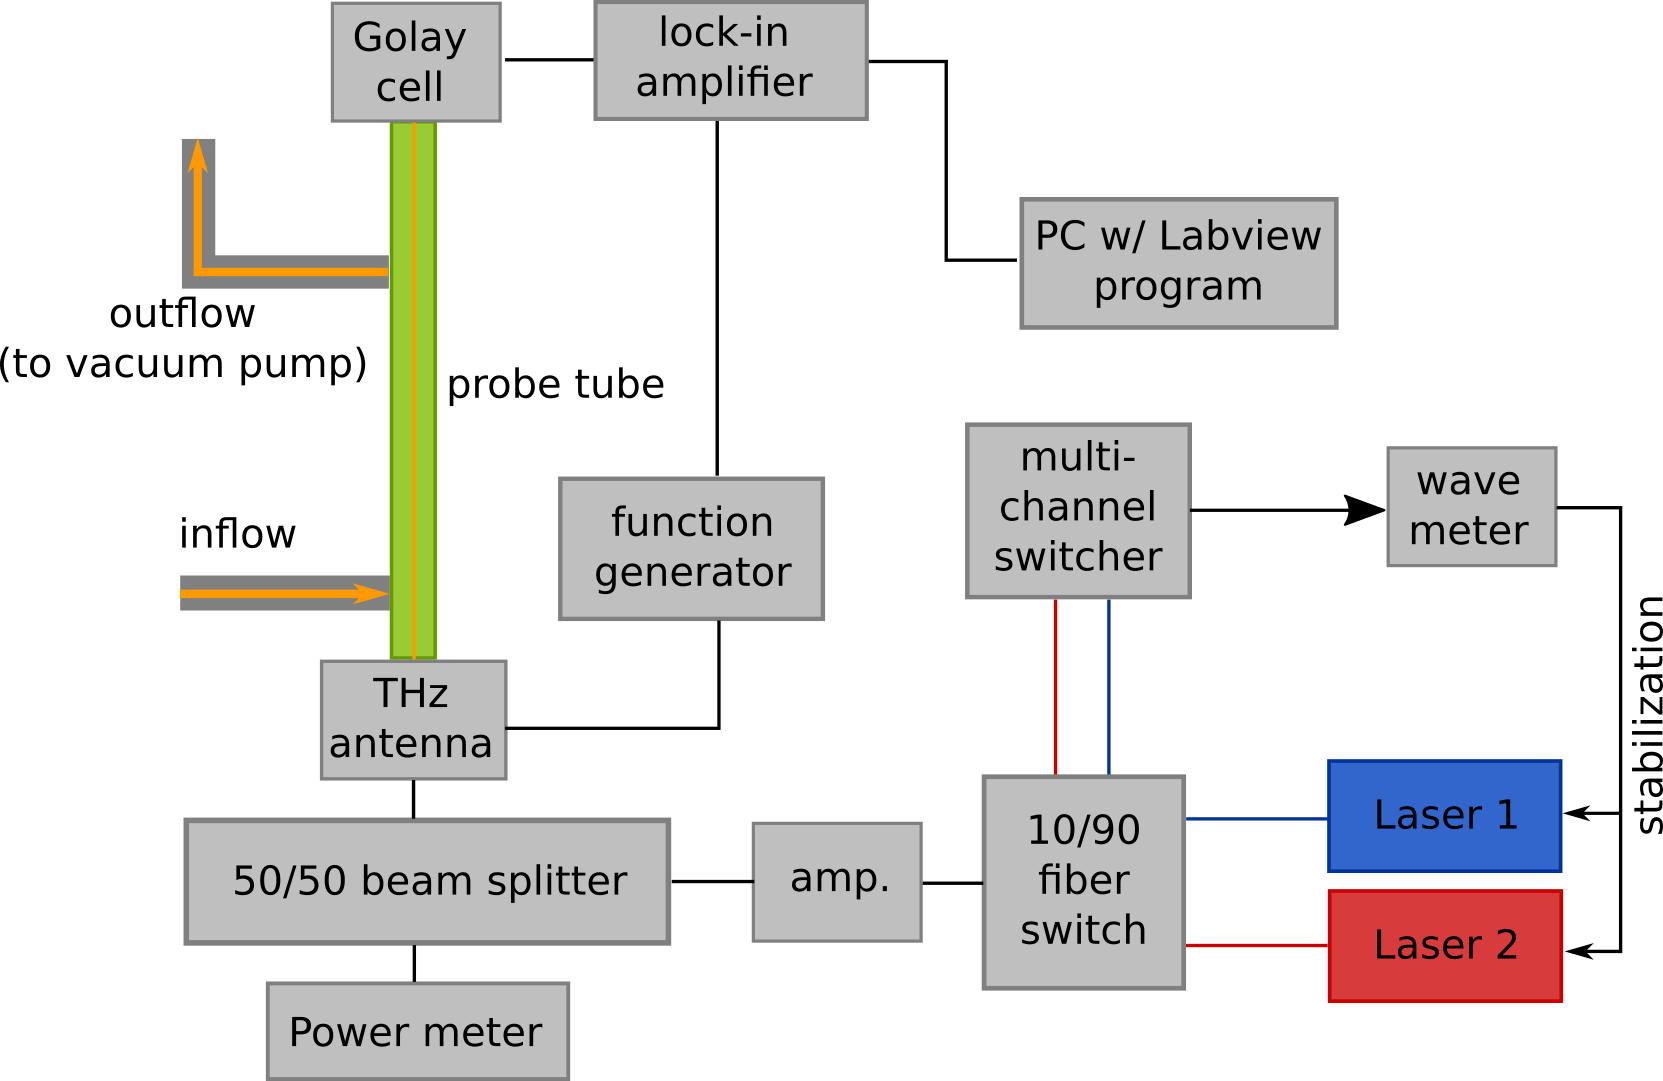 Golay
cell
lock-in
amplifier
PC w/ Labview
program
outflow
(to vacuum pump)
probe tube
multi-
channel
switcher
wave
meter
function
generator
inflow
stabilization
THz
antenna
Laser 1
10/90
fiber
switch
50/50 beam splitter
amp.
Laser 2
Power meter